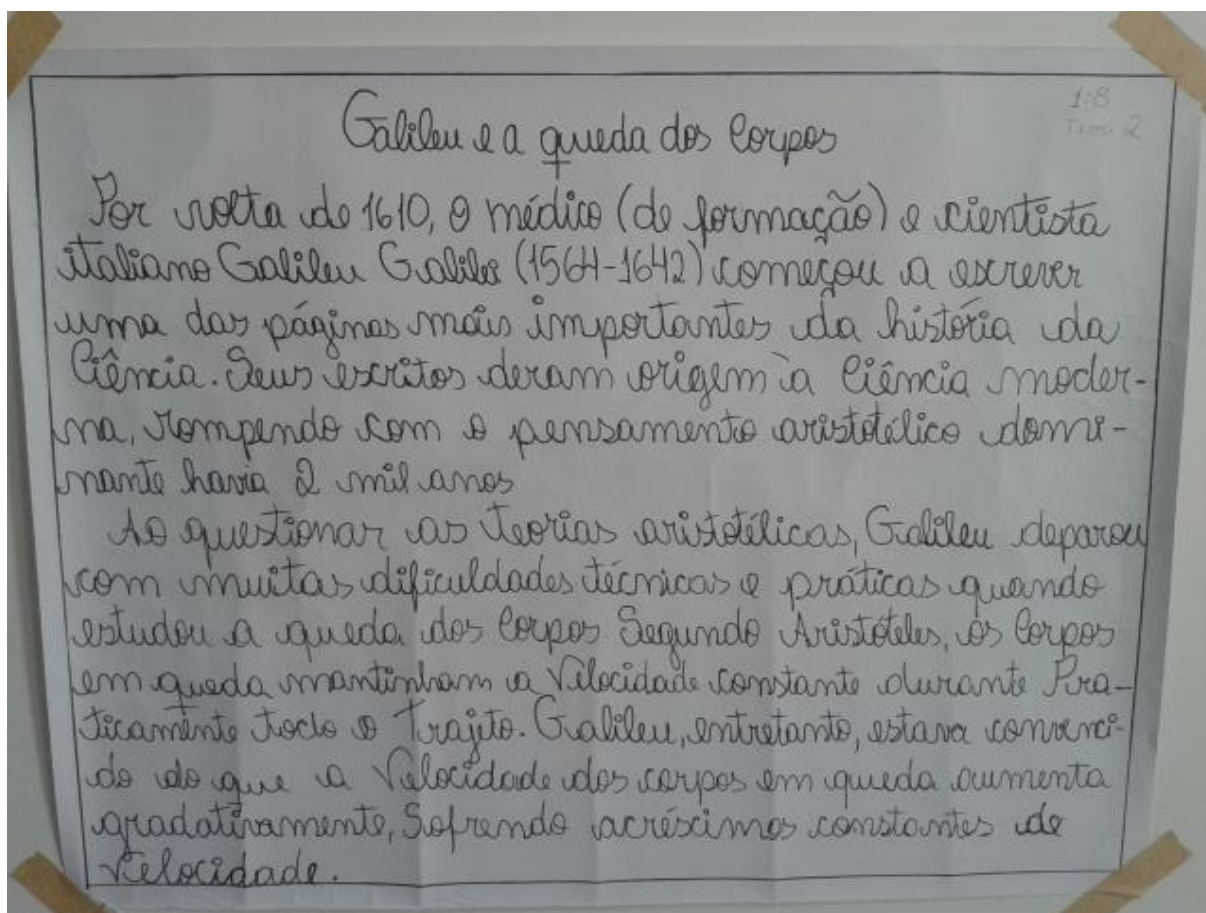 Galileu e a queda dos Corpos
1:8
Por volta de 1610, o médico (de formação) e cientista
italiano Galileu Galilei (1564-1642) começou a escrever
uma das páginas mais importantes da história da
Ciência. Seus escritos deram origem à Ciência moder-
na, rompendo com o pensamento aristotélico domi-
nante havia 2 mil anos
Ao questionar as teorias aristotélicas, Galileu deparou
com muitas dificuldades técnicas e práticas quando
estudou a queda dos Corpos Segundo Aristóteles, os Corpos
em queda mantinham a Velocidade constante durante Pra-
ticamente todo o Trajeto. Galileu, entretanto, estava convenci-
do do que a Velocidade dos corpos em queda aumenta
gradativamente, Sofrendo acréscimos constantes de
Velocidade.